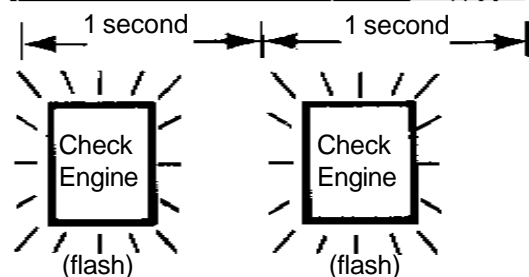 1 second 1 second
Check Check
Engine Engine
(flash) (flash)